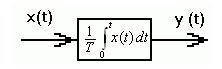 x(t) y (t)
1/T ∫₀ᵗ x(t) dt